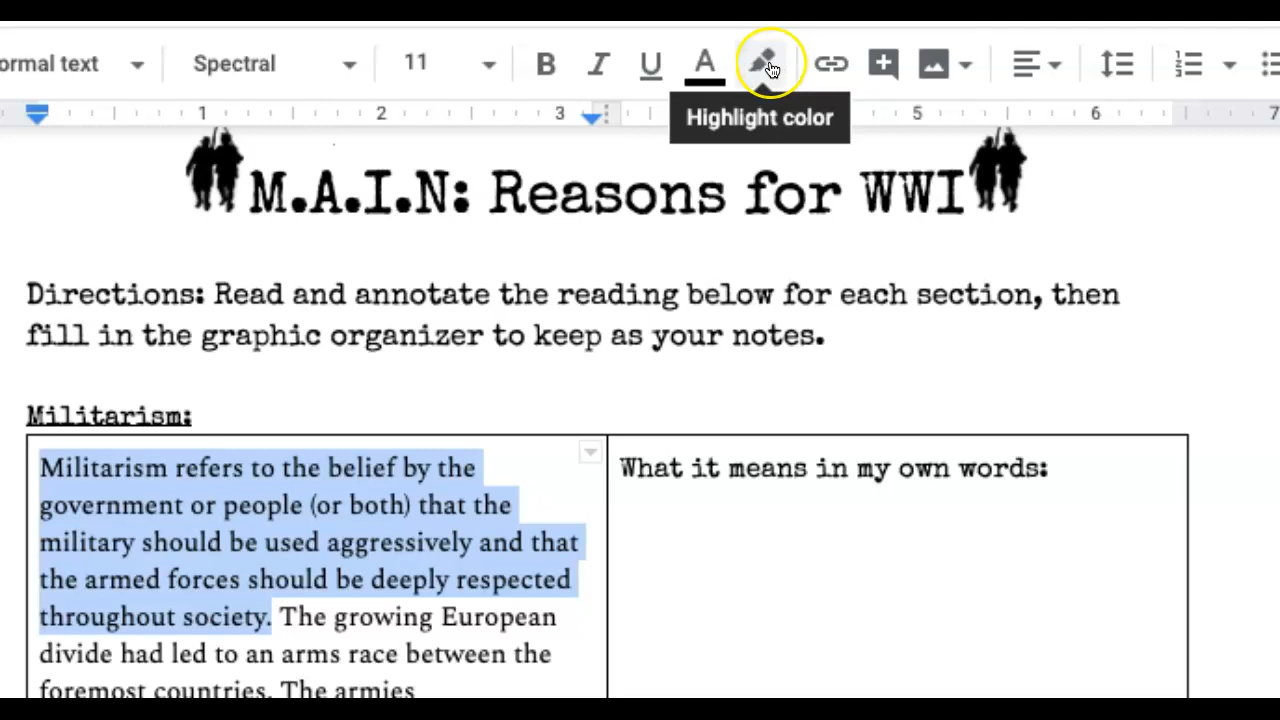 ormal text Spectral 11 B I U A
1 2 3 5 6 7
Highlight color
M.A.I.N: Reasons for WWI
Directions: Read and annotate the reading below for each section, then
fill in the graphic organizer to keep as your notes.
Militarism:
Militarism refers to the belief by the
government or people (or both) that the
military should be used aggressively and that
the armed forces should be deeply respected
throughout society. The growing European
divide had led to an arms race between the
foremost countries. The armies
What it means in my own words: